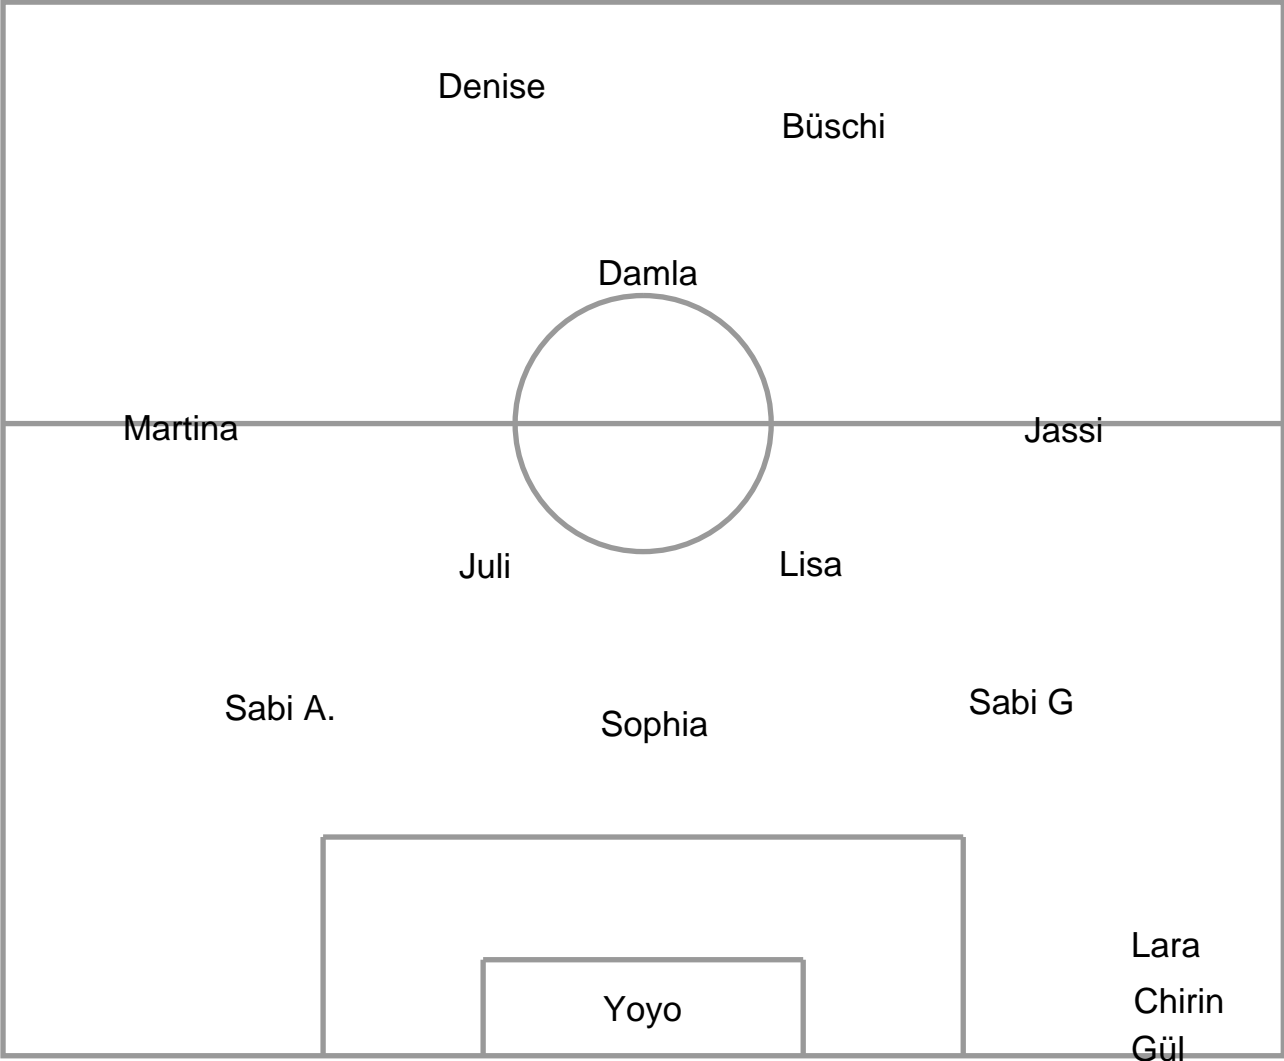 Denise
Büschi
Damla
Martina
Jassi
Juli
Lisa
Sabi A.
Sophia
Sabi G
Lara
Chirin
Yoyo
Gül